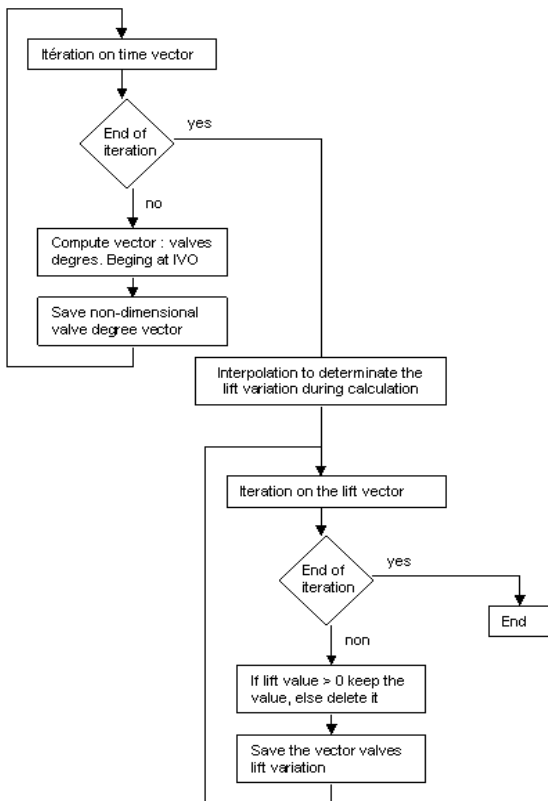 Itération on time vector
End of
iteration
yes
no
Compute vector : valves
degres. Beging at IVO
Save non-dimensional
valve degree vector
Interpolation to determinate the
lift variation during calculation
Iteration on the lift vector
End of
iteration
yes
End
non
If lift value > 0 keep the
value, else delete it
Save the vector valves
lift variation